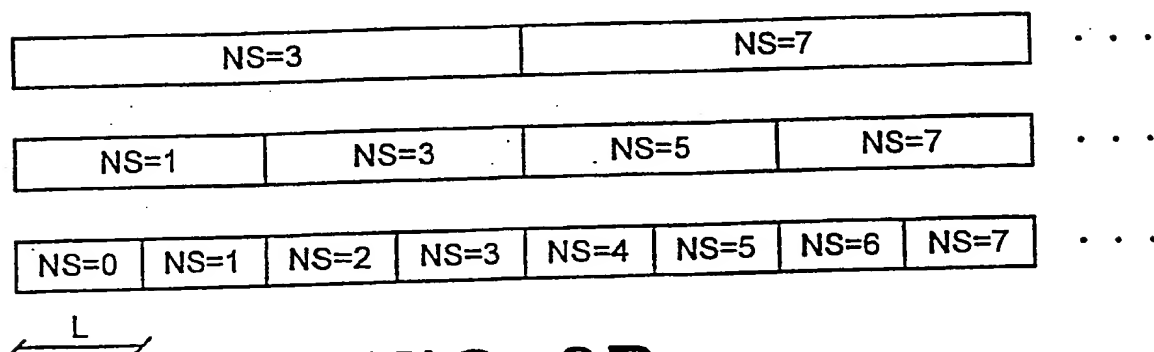 NS=3 NS=7 . . .
NS=1 NS=3 NS=5 NS=7 . . .
NS=0 NS=1 NS=2 NS=3 NS=4 NS=5 NS=6 NS=7 . . .
L